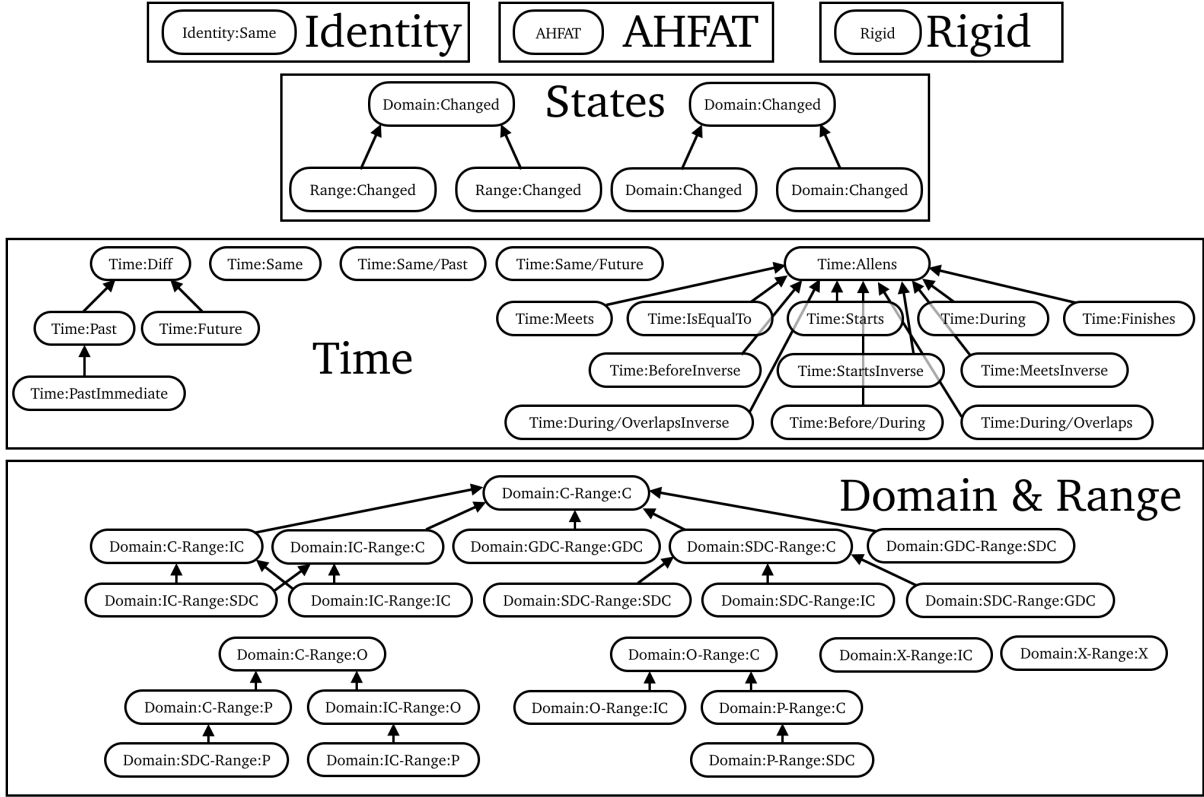 Identity:Same
Identity
AHFAT
AHFAT
Rigid
Rigid
States
Domain:Changed
Domain:Changed
Range:Changed
Range:Changed
Domain:Changed
Domain:Changed
Time:Diff
Time:Same
Time:Same/Past
Time:Same/Future
Time:Allens
Time:Past
Time:Future
Time:Meets
Time:IsEqualTo
Time:Starts
Time:During
Time:Finishes
Time
Time:PastImmediate
Time:BeforeInverse
Time:StartsInverse
Time:MeetsInverse
Time:During/OverlapsInverse
Time:Before/During
Time:During/Overlaps
Domain & Range
Domain:C-Range:C
Domain:C-Range:IC
Domain:IC-Range:C
Domain:GDC-Range:GDC
Domain:SDC-Range:C
Domain:GDC-Range:SDC
Domain:IC-Range:SDC
Domain:IC-Range:IC
Domain:SDC-Range:SDC
Domain:SDC-Range:IC
Domain:SDC-Range:GDC
Domain:C-Range:O
Domain:O-Range:C
Domain:X-Range:IC
Domain:X-Range:X
Domain:C-Range:P
Domain:IC-Range:O
Domain:O-Range:IC
Domain:P-Range:C
Domain:SDC-Range:P
Domain:IC-Range:P
Domain:P-Range:SDC